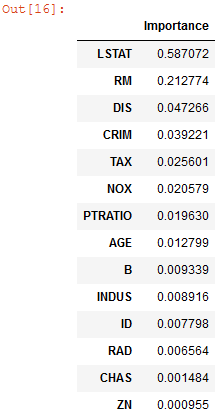 Out[16]:
Importance
LSTAT 0.587072
RM 0.212774
DIS 0.047266
CRIM 0.039221
TAX 0.025601
NOX 0.020579
PTRATIO 0.019630
AGE 0.012799
B 0.009339
INDUS 0.008916
ID 0.007798
RAD 0.006564
CHAS 0.001484
ZN 0.000955